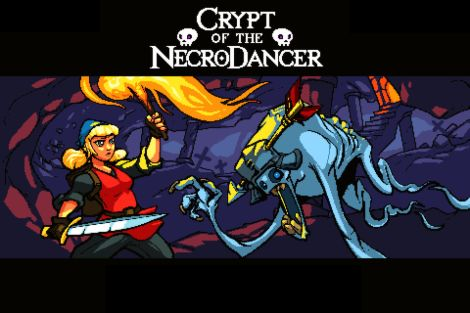 CRYPT
OF THE
NECRODANCER